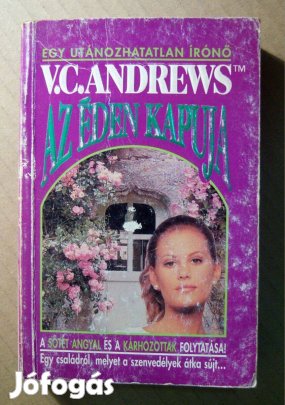 EGY UTÁNOZHATATLAN ÍRÓNŐ
V.C. ANDREWS™
AZ ÉDEN KAPUJA
A SÖTÉT ANGYAL ÉS A KÁRHOZOTTAK FOLYTATÁSA!
Egy családról, melyet a szenvedélyek átka sújt...
Jófogás